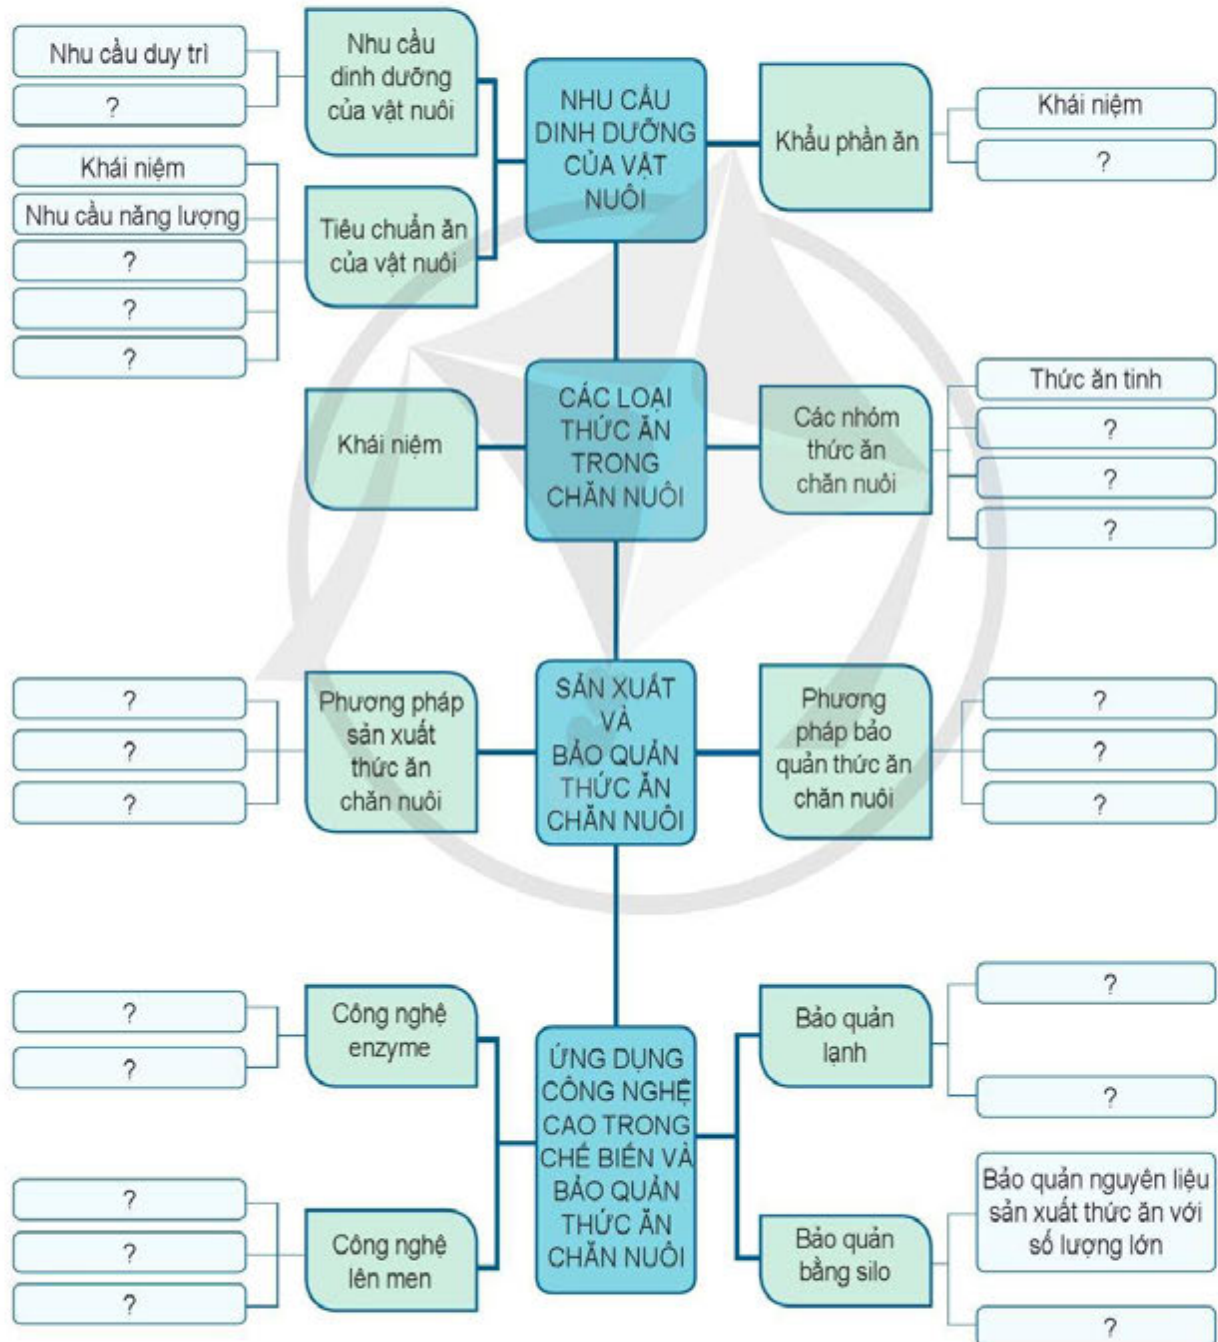 Nhu cầu duy trì
?
Nhu cầu
dinh dưỡng
của vật nuôi
NHU CẦU
DINH DƯỠNG
CỦA VẬT
NUÔI
Khẩu phần ăn
Khái niệm
?
Khái niệm
Nhu cầu năng lượng
?
?
?
Tiêu chuẩn ăn
của vật nuôi
Khái niệm
CÁC LOẠI
THỨC ĂN
TRONG
CHĂN NUÔI
Các nhóm
thức ăn
chăn nuôi
Thức ăn tinh
?
?
?
?
?
?
Phương pháp
sản xuất
thức ăn
chăn nuôi
SẢN XUẤT
VÀ
BẢO QUẢN
THỨC ĂN
CHĂN NUÔI
Phương
pháp bảo
quản thức ăn
chăn nuôi
?
?
?
?
?
Công nghệ
enzyme
ỨNG DỤNG
CÔNG NGHỆ
CAO TRONG
CHẾ BIẾN VÀ
BẢO QUẢN
THỨC ĂN
CHĂN NUÔI
Bảo quản
lạnh
?
?
?
?
?
Công nghệ
lên men
Bảo quản
bằng silo
Bảo quản nguyên liệu
sản xuất thức ăn với
số lượng lớn
?